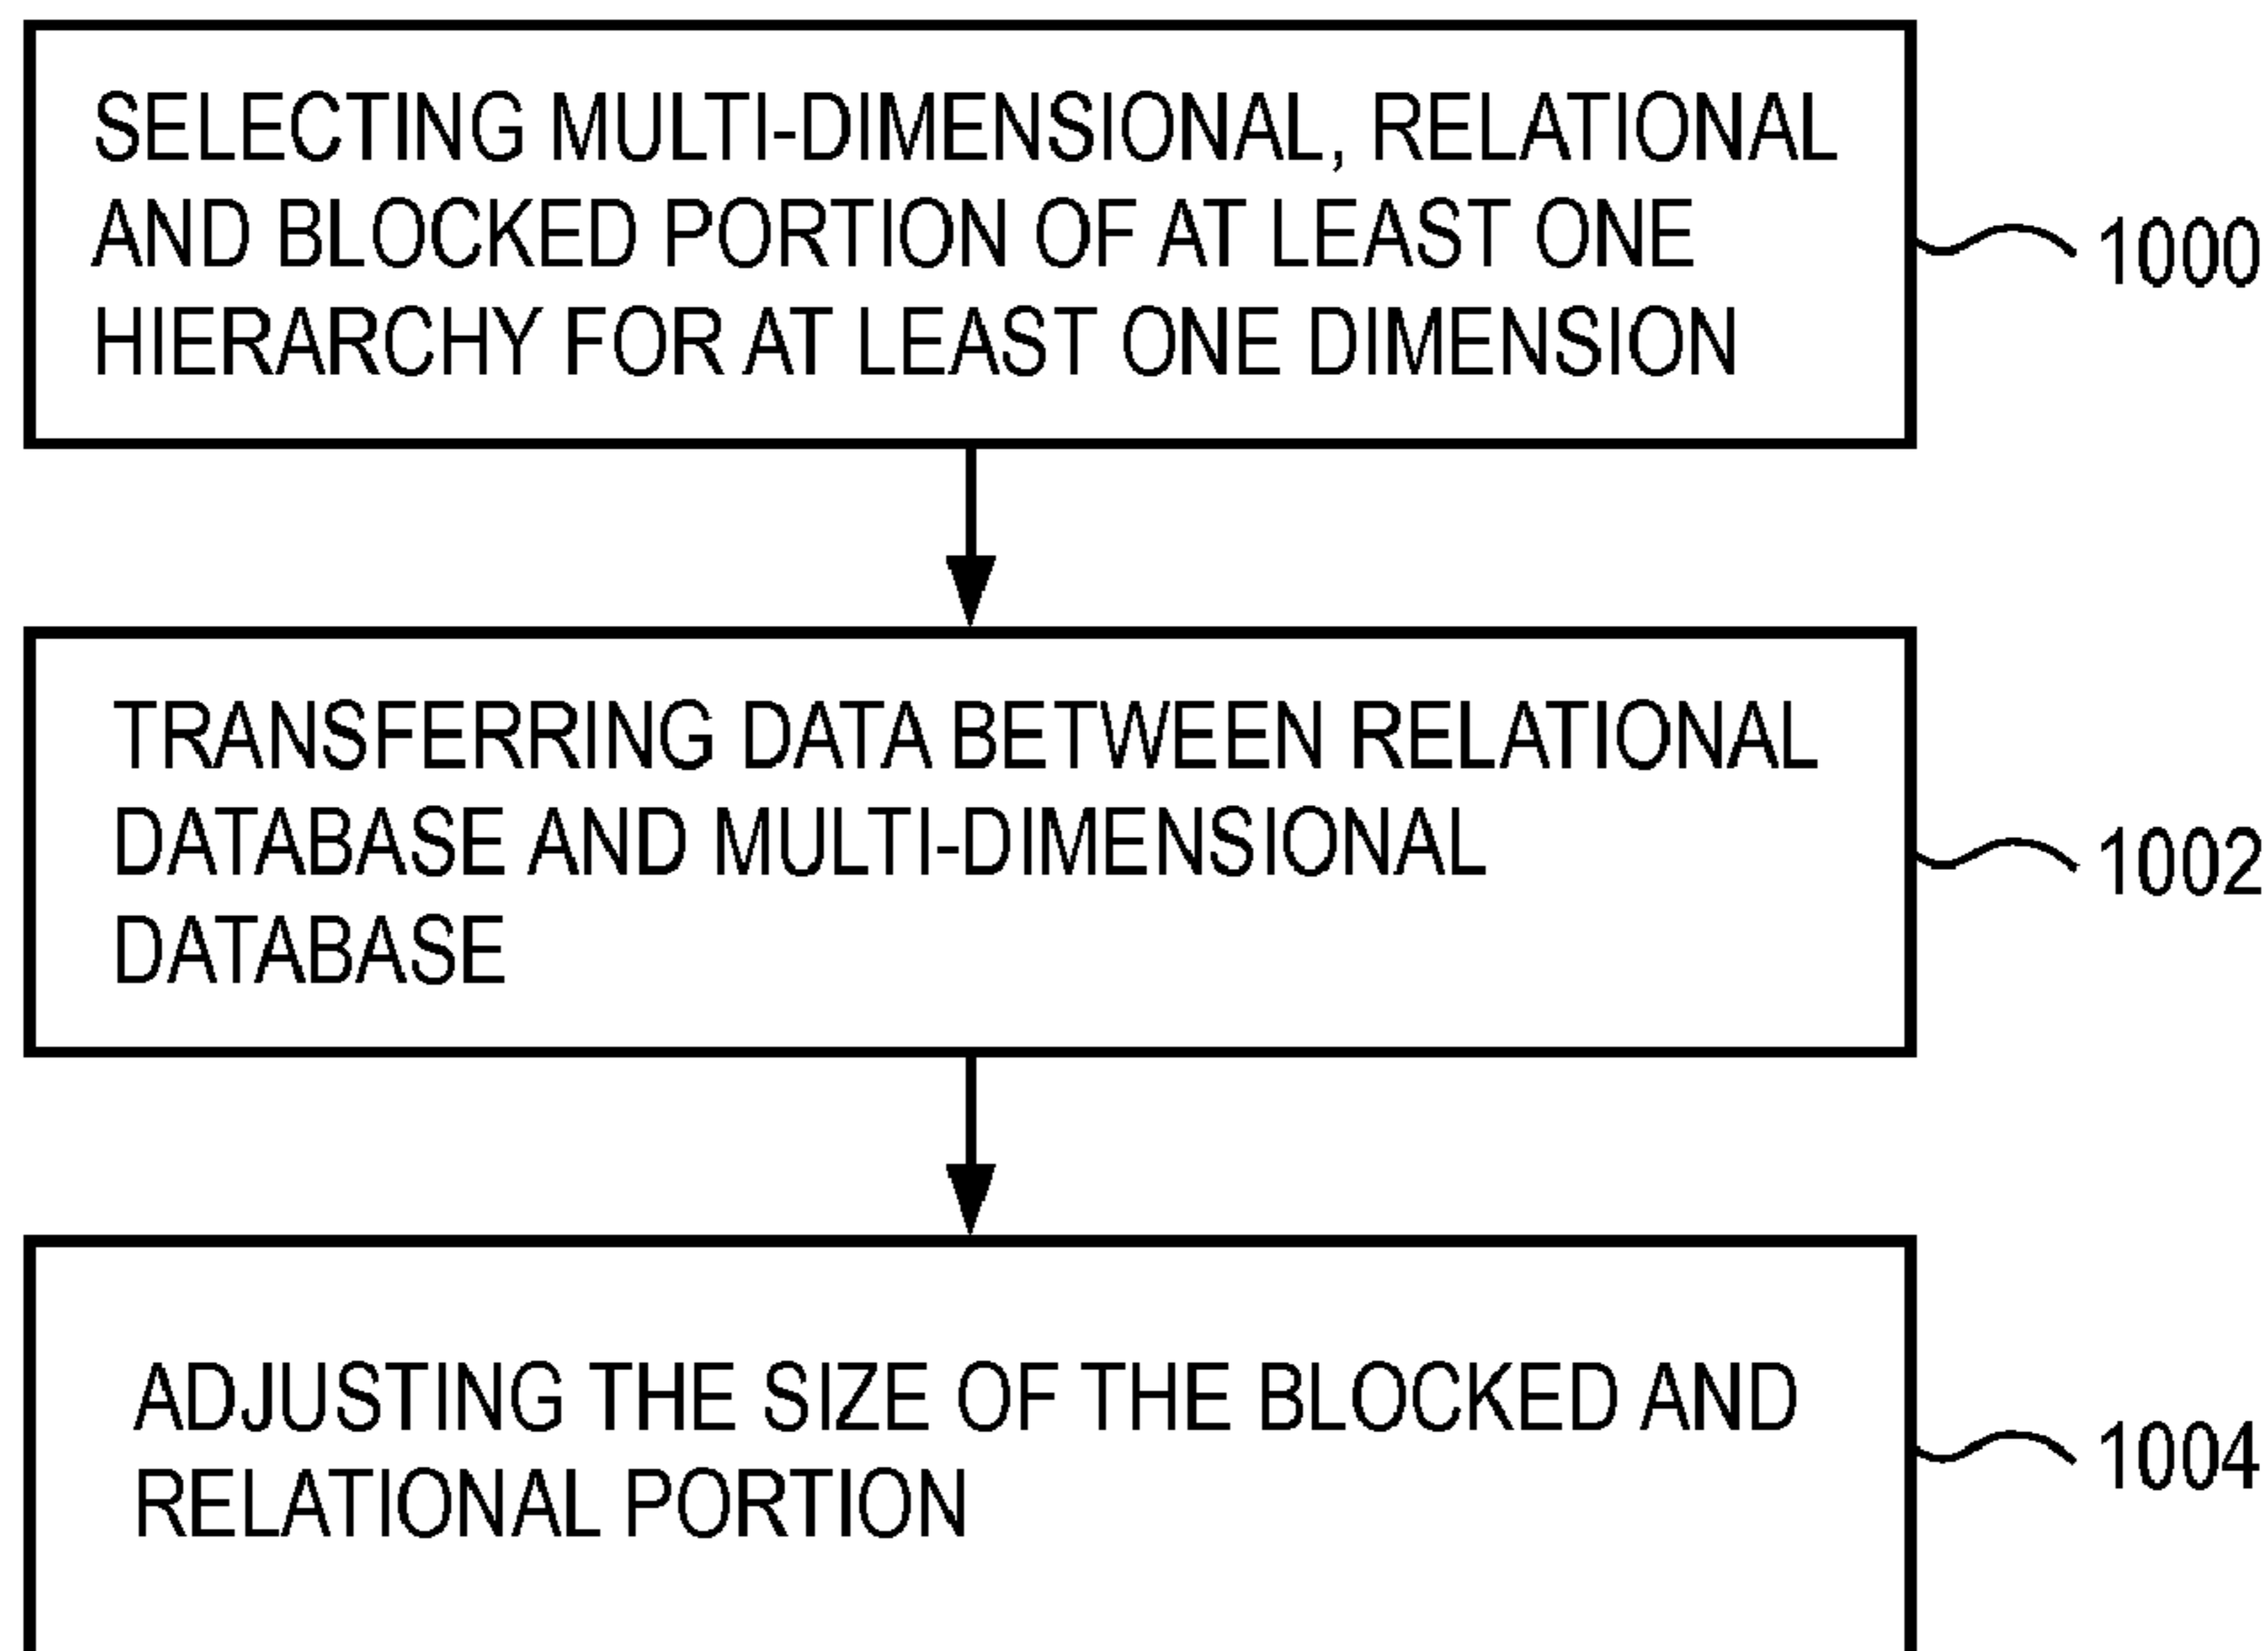 SELECTING MULTI-DIMENSIONAL, RELATIONAL
AND BLOCKED PORTION OF AT LEAST ONE
HIERARCHY FOR AT LEAST ONE DIMENSION
1000
TRANSFERRING DATA BETWEEN RELATIONAL
DATABASE AND MULTI-DIMENSIONAL
DATABASE
1002
ADJUSTING THE SIZE OF THE BLOCKED AND
RELATIONAL PORTION
1004